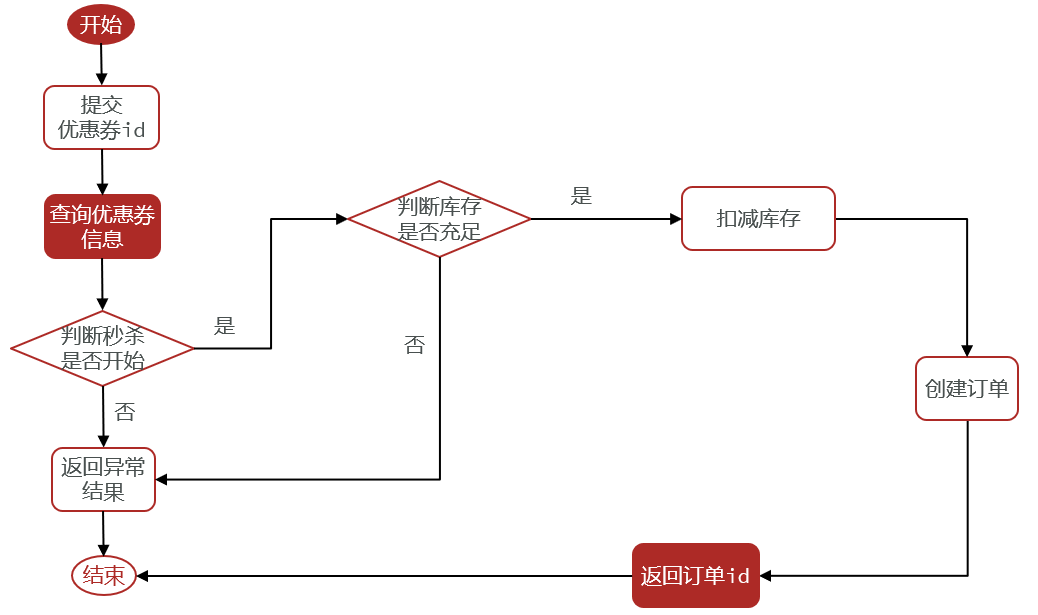 开始
提交
优惠券id
查询优惠券
信息
判断秒杀
是否开始
是
否
返回异常
结果
结束
判断库存
是否充足
是
否
扣减库存
创建订单
返回订单id